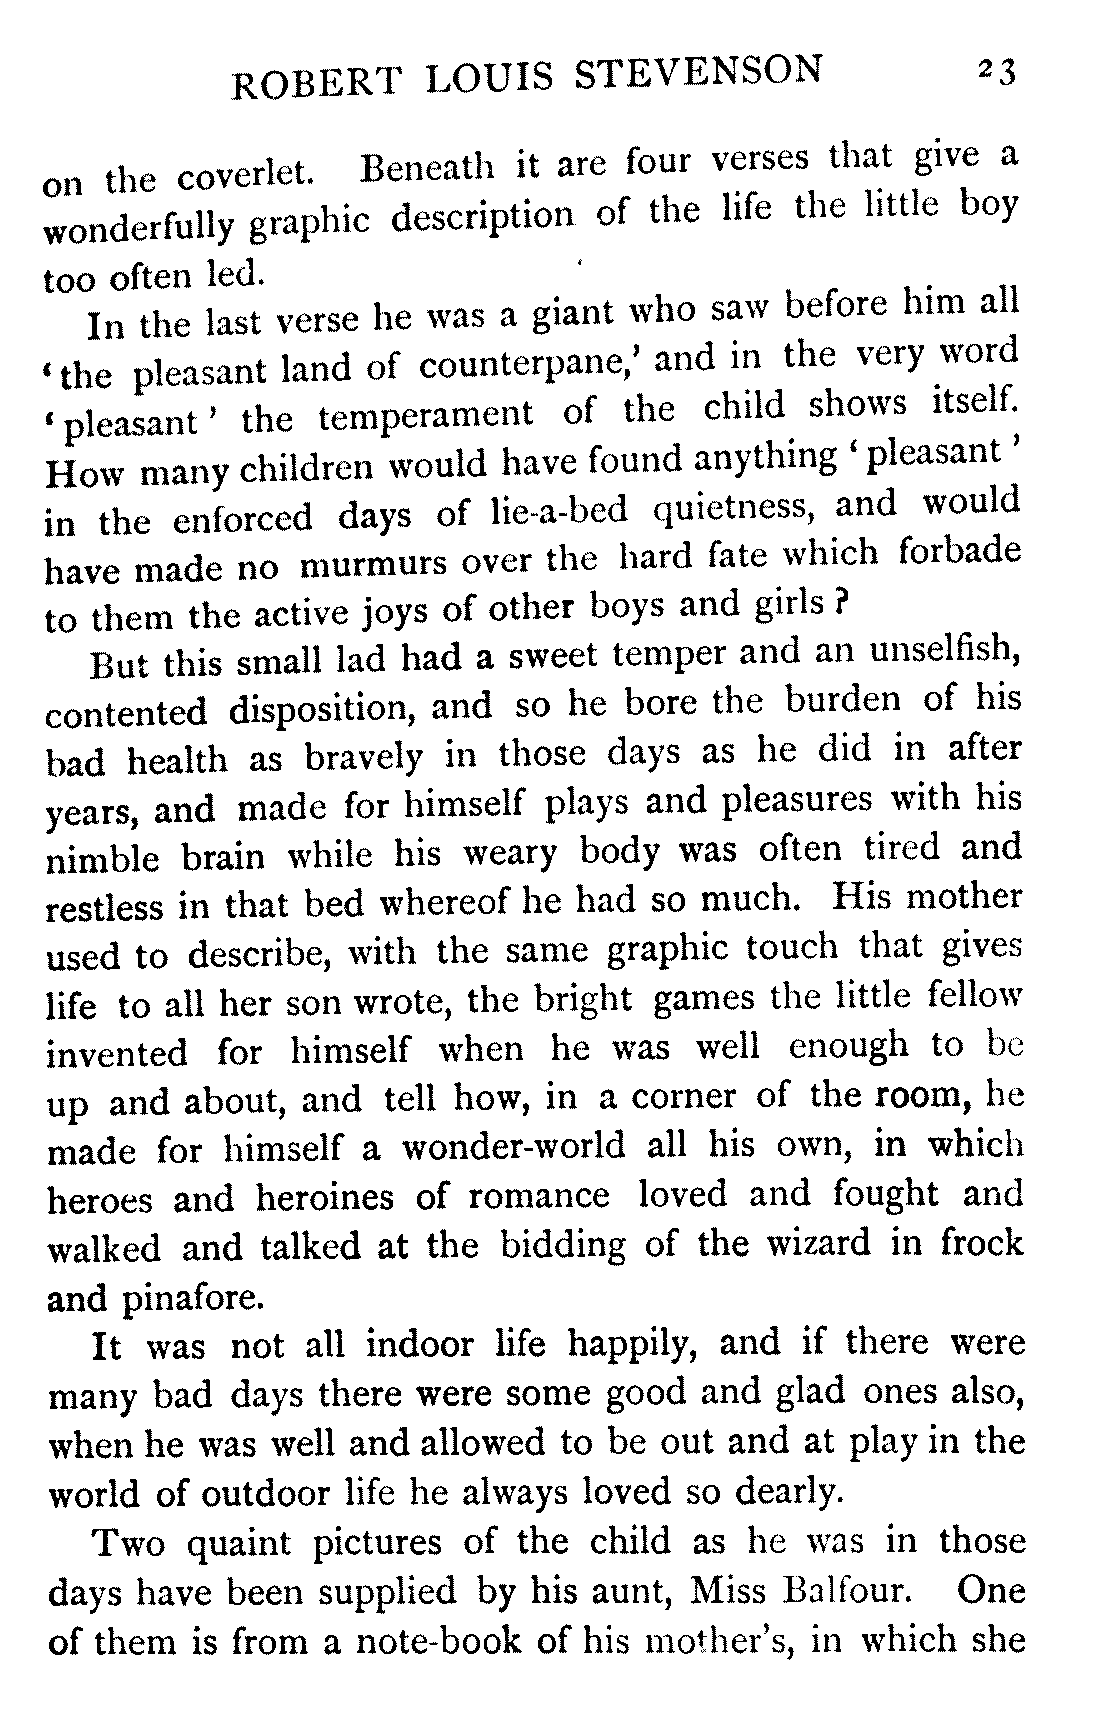 ROBERT LOUIS STEVENSON 23
on the coverlet. Beneath it are four verses that give a
wonderfully graphic description of the life the little boy
too often led.
In the last verse he was a giant who saw before him all
‘the pleasant land of counterpane,’ and in the very word
‘pleasant’ the temperament of the child shows itself.
How many children would have found anything ‘pleasant’
in the enforced days of lie-a-bed quietness, and would
have made no murmurs over the hard fate which forbade
to them the active joys of other boys and girls?
But this small lad had a sweet temper and an unselfish,
contented disposition, and so he bore the burden of his
bad health as bravely in those days as he did in after
years, and made for himself plays and pleasures with his
nimble brain while his weary body was often tired and
restless in that bed whereof he had so much. His mother
used to describe, with the same graphic touch that gives
life to all her son wrote, the bright games the little fellow
invented for himself when he was well enough to be
up and about, and tell how, in a corner of the room, he
made for himself a wonder-world all his own, in which
heroes and heroines of romance loved and fought and
walked and talked at the bidding of the wizard in frock
and pinafore.
It was not all indoor life happily, and if there were
many bad days there were some good and glad ones also,
when he was well and allowed to be out and at play in the
world of outdoor life he always loved so dearly.
Two quaint pictures of the child as he was in those
days have been supplied by his aunt, Miss Balfour. One
of them is from a note-book of his mother's, in which she